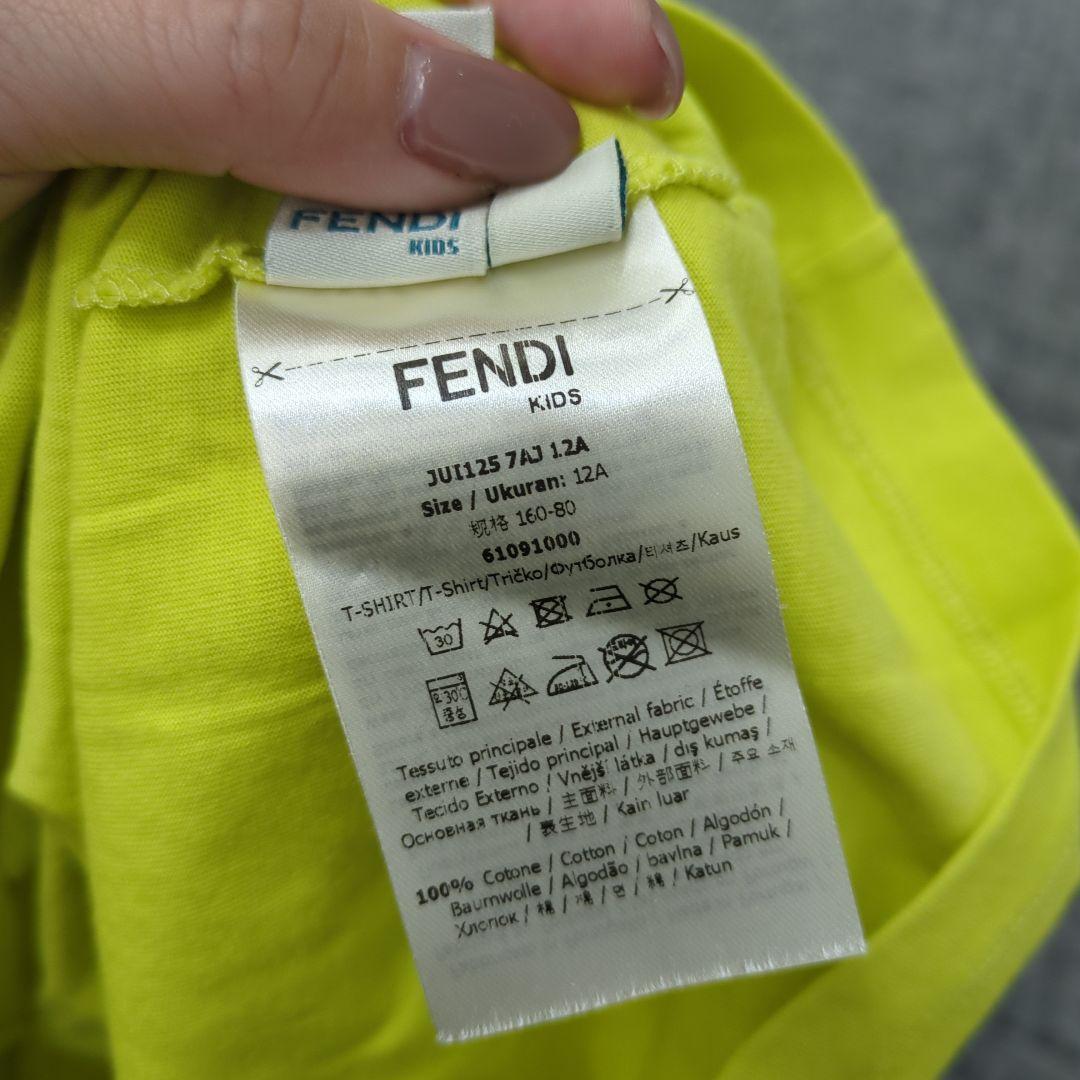 FENDI
KIDS
FENDI
KIDS
JUI125 7AJ 12A
Size / Ukuran: 12A
规格 160-80
61091000
T-SHIRT/T-Shirt/Tričko/Футболка/티셔츠/Kaus
30
중성
Tessuto principale / External fabric / Étoffe
externe / Tejido principal / Hauptgewebe /
Tecido Externo / Vnější látka / dış kumaş /
Основная ткань / 主面料 / 外部面料 / 주요 소재
/ 表生地 / Kain luar
100% Cotone / Cotton / Coton / Algodón /
Baumwolle / Algodão / bavlna / Pamuk /
Хлопок / 棉 / 棉 / 면 / 綿 / Katun